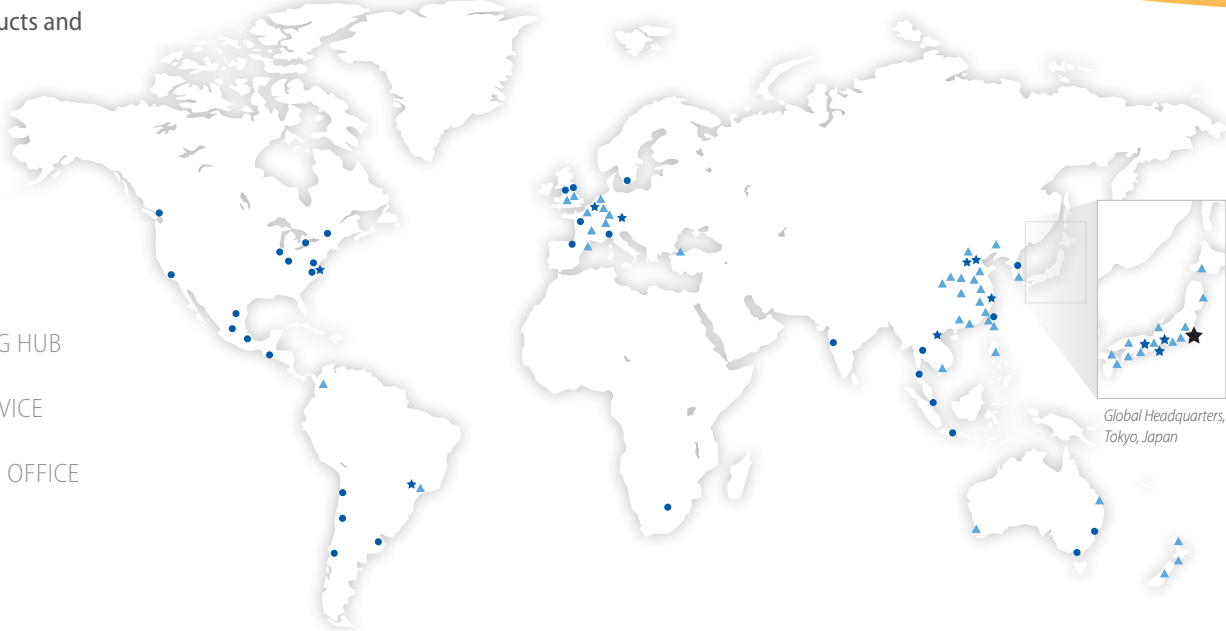 ucts and
G HUB
VICE
OFFICE
Global Headquarters,
Tokyo, Japan